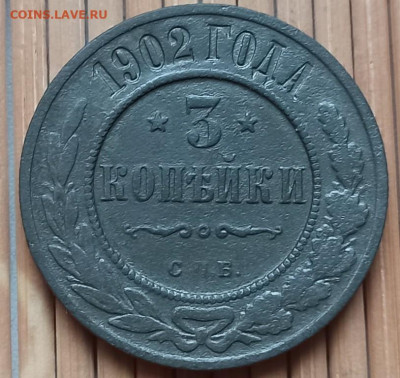 COINS.LAVE.RU
1902 ГОДА
3
КОПѢЙКИ
С.П.Б.